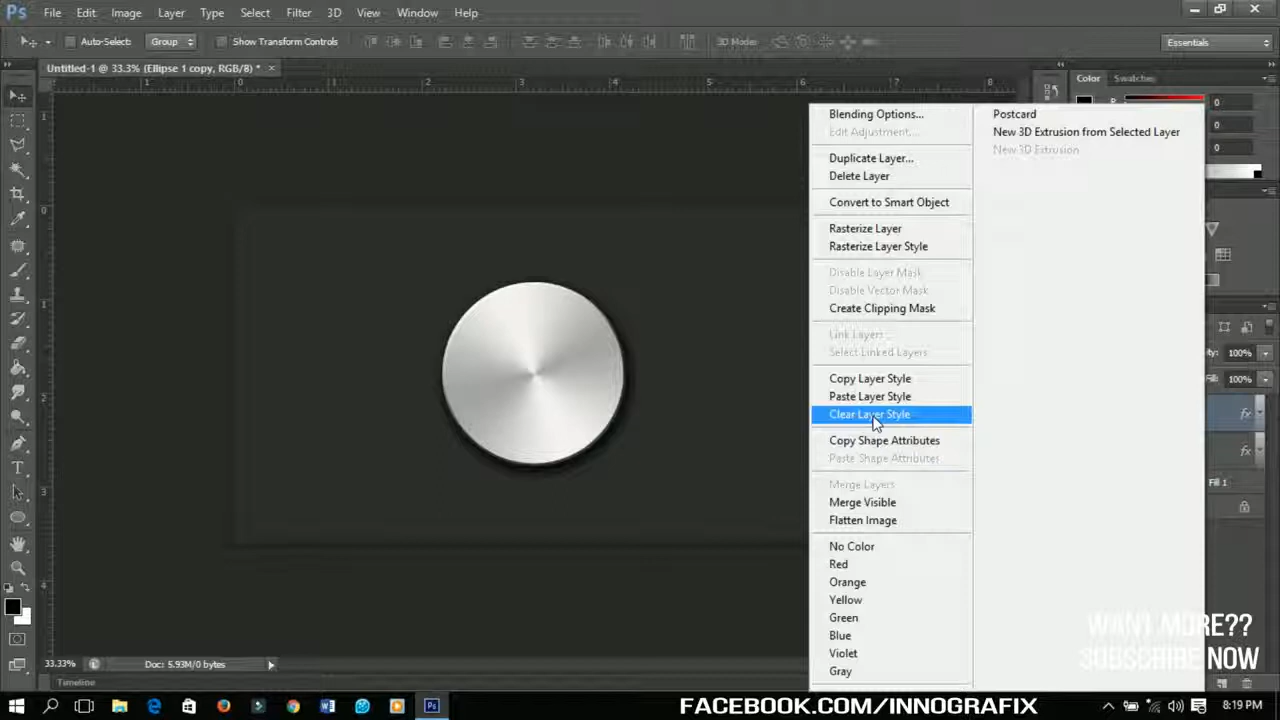 Ps File Edit Image Layer Type Select Filter 3D View Window Help
Auto-Select: Group Show Transform Controls 3D Mode: Essentials
Untitled-1 @ 33.3% (Ellipse 1 copy, RGB/8) * ×
Color Swatches
0
0
0
Blending Options...
Edit Adjustment...
Duplicate Layer...
Delete Layer
Convert to Smart Object
Rasterize Layer
Rasterize Layer Style
Disable Layer Mask
Disable Vector Mask
Create Clipping Mask
Link Layers
Select Linked Layers
Copy Layer Style
Paste Layer Style
Clear Layer Style
Copy Shape Attributes
Paste Shape Attributes
Merge Layers
Merge Visible
Flatten Image
No Color
Red
Orange
Yellow
Green
Blue
Violet
Gray
Postcard
New 3D Extrusion from Selected Layer
New 3D Extrusion
100%
100%
fx
fx
Fill 1
WANT MORE??
SUBSCRIBE NOW
33.33% Doc: 5.93M/0 bytes
Timeline
FACEBOOK.COM/INNOGRAFIX
8:19 PM